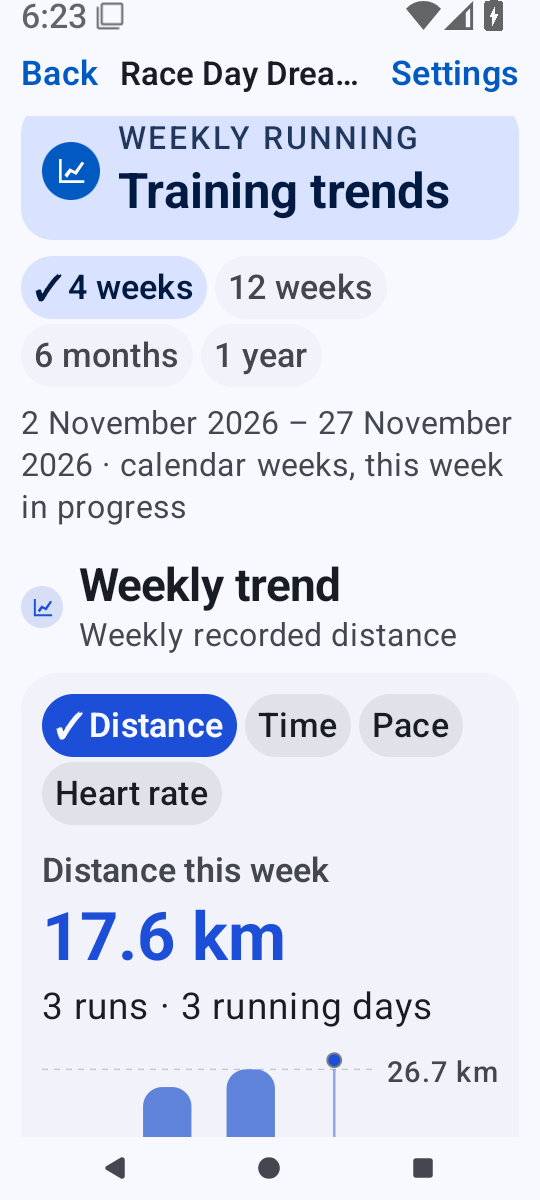 6:23
Back Race Day Drea… Settings
WEEKLY RUNNING
Training trends
✓ 4 weeks 12 weeks
6 months 1 year
2 November 2026 – 27 November
2026 · calendar weeks, this week
in progress
Weekly trend
Weekly recorded distance
✓ Distance Time Pace
Heart rate
Distance this week
17.6 km
3 runs · 3 running days
26.7 km